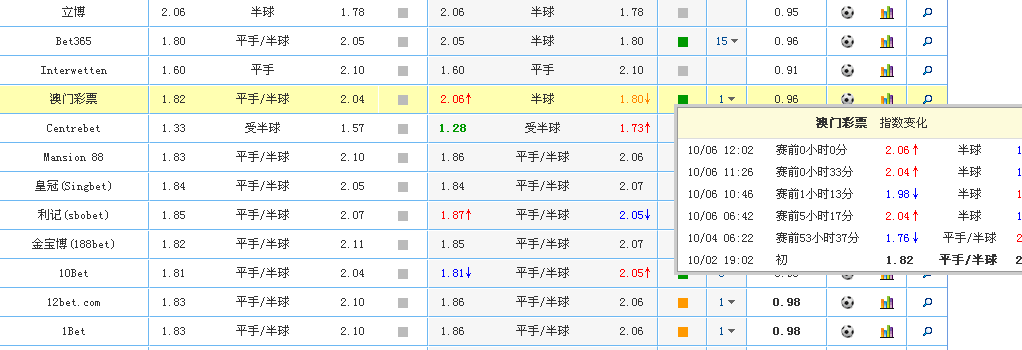 立博 2.06 半球 1.78 2.06 半球 1.78 0.95
Bet365 1.80 平手/半球 2.05 2.05 半球 1.80 15 0.96
Interwetten 1.60 平手 2.10 1.60 平手 2.10 0.91
澳门彩票 1.82 平手/半球 2.04 2.06↑ 半球 1.80↓ 1 0.96
Centrebet 1.33 受半球 1.57 1.28 受半球 1.73↑
Mansion 88 1.83 平手/半球 2.10 1.86 平手/半球 2.06
皇冠(Singbet) 1.84 平手/半球 2.05 1.84 平手/半球 2.07
利记(sbobet) 1.85 平手/半球 2.07 1.87↑ 平手/半球 2.05↓
金宝博(188bet) 1.82 平手/半球 2.11 1.85 平手/半球 2.07
10Bet 1.81 平手/半球 2.04 1.81↓ 平手/半球 2.05↑
12bet.com 1.83 平手/半球 2.10 1.86 平手/半球 2.06 1 0.98
1Bet 1.83 平手/半球 2.10 1.86 平手/半球 2.06 1 0.98
澳门彩票 指数变化
10/06 12:02 赛前0小时0分 2.06↑ 半球
10/06 11:26 赛前0小时33分 2.04↑ 半球
10/06 10:46 赛前1小时13分 1.98↓ 半球
10/06 06:42 赛前5小时17分 2.04↑ 半球
10/04 06:22 赛前53小时37分 1.76↓ 平手/半球
10/02 19:02 初 1.82 平手/半球